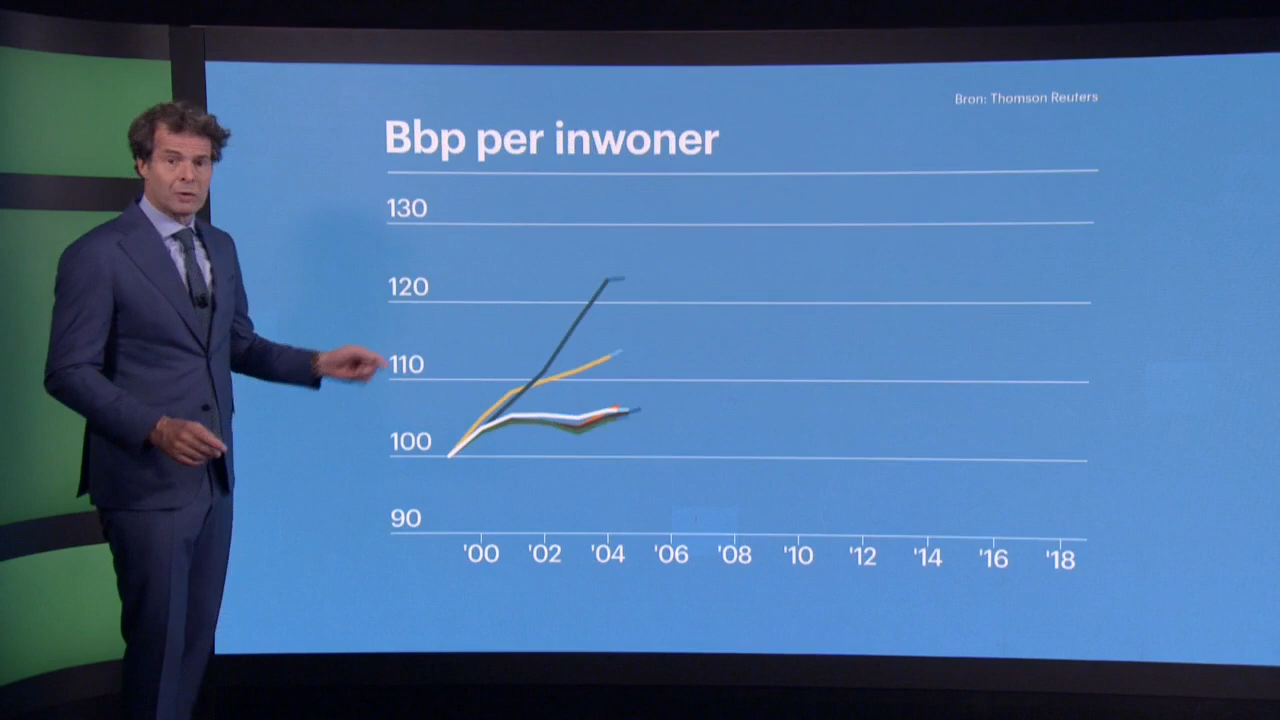 Bron: Thomson Reuters
Bbp per inwoner
130
120
110
100
90
'00 '02 '04 '06 '08 '10 '12 '14 '16 '18